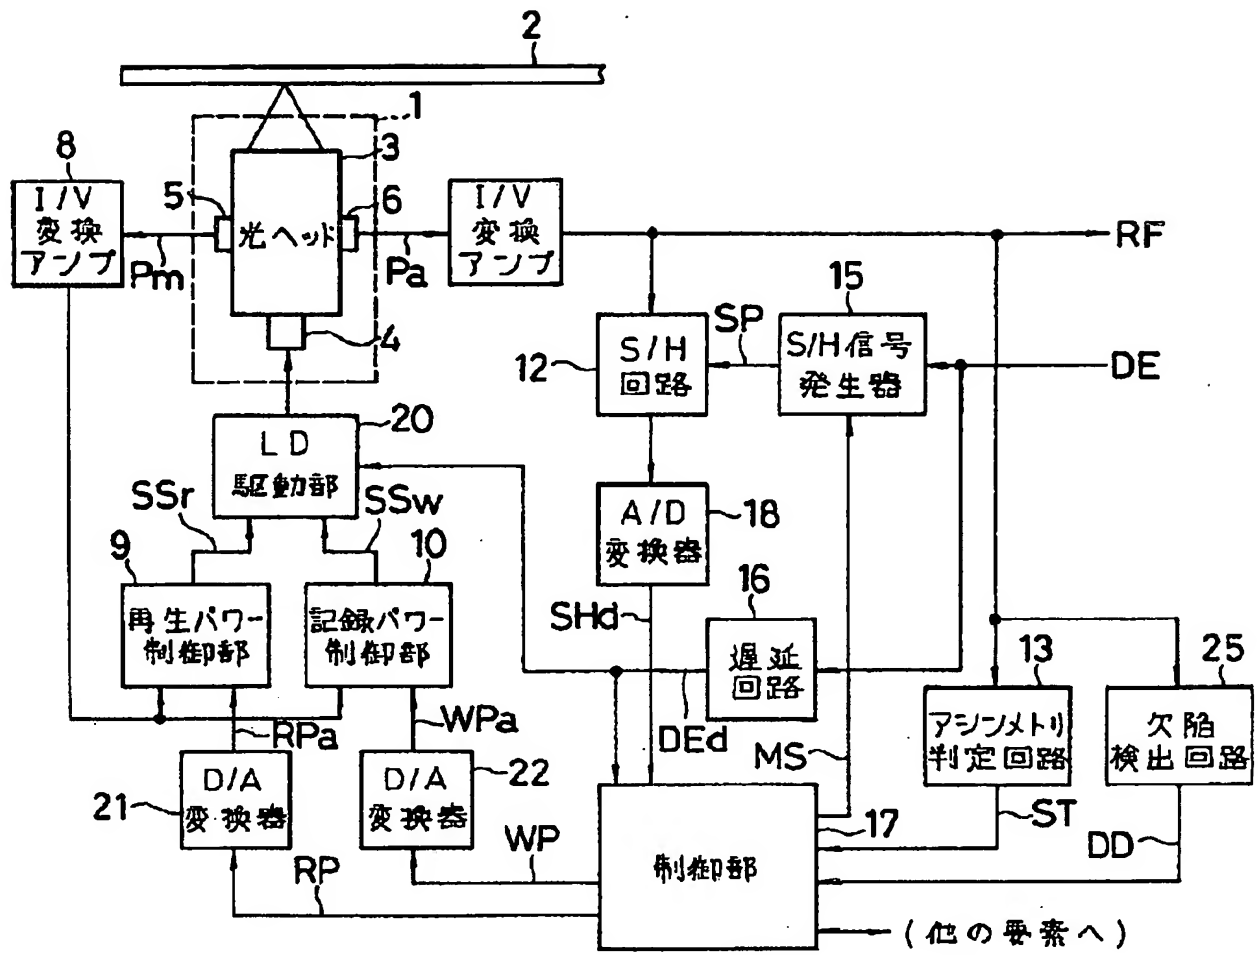 2
1
3
8
I/V
変換
アンプ
5
6
光ヘッド
I/V
変換
アンプ
Pm
Pa
RF
4
12
S/H
回路
SP
15
S/H信号
発生器
DE
20
LD
駆動部
SSr
SSw
A/D
変換器
18
9
再生パワー
制御部
10
記録パワー
制御部
SHd
16
遅延
回路
DEd
MS
13
アシンメトリ
判定回路
25
欠陥
検出回路
RPa
WPa
21
D/A
変換器
22
D/A
変換器
ST
DD
17
制御部
WP
RP
(他の要素へ)